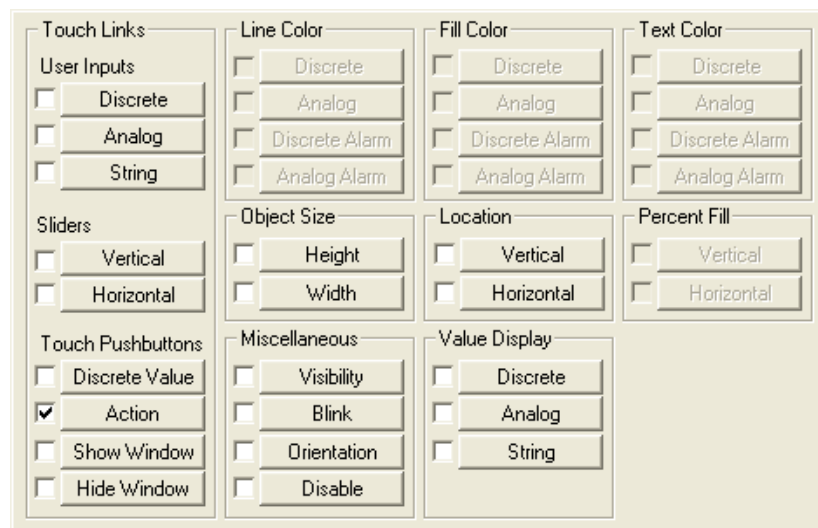 Touch Links
User Inputs
Discrete
Analog
String
Sliders
Vertical
Horizontal
Touch Pushbuttons
Discrete Value
Action
Show Window
Hide Window
Line Color
Discrete
Analog
Discrete Alarm
Analog Alarm
Object Size
Height
Width
Miscellaneous
Visibility
Blink
Orientation
Disable
Fill Color
Discrete
Analog
Discrete Alarm
Analog Alarm
Location
Vertical
Horizontal
Value Display
Discrete
Analog
String
Text Color
Discrete
Analog
Discrete Alarm
Analog Alarm
Percent Fill
Vertical
Horizontal